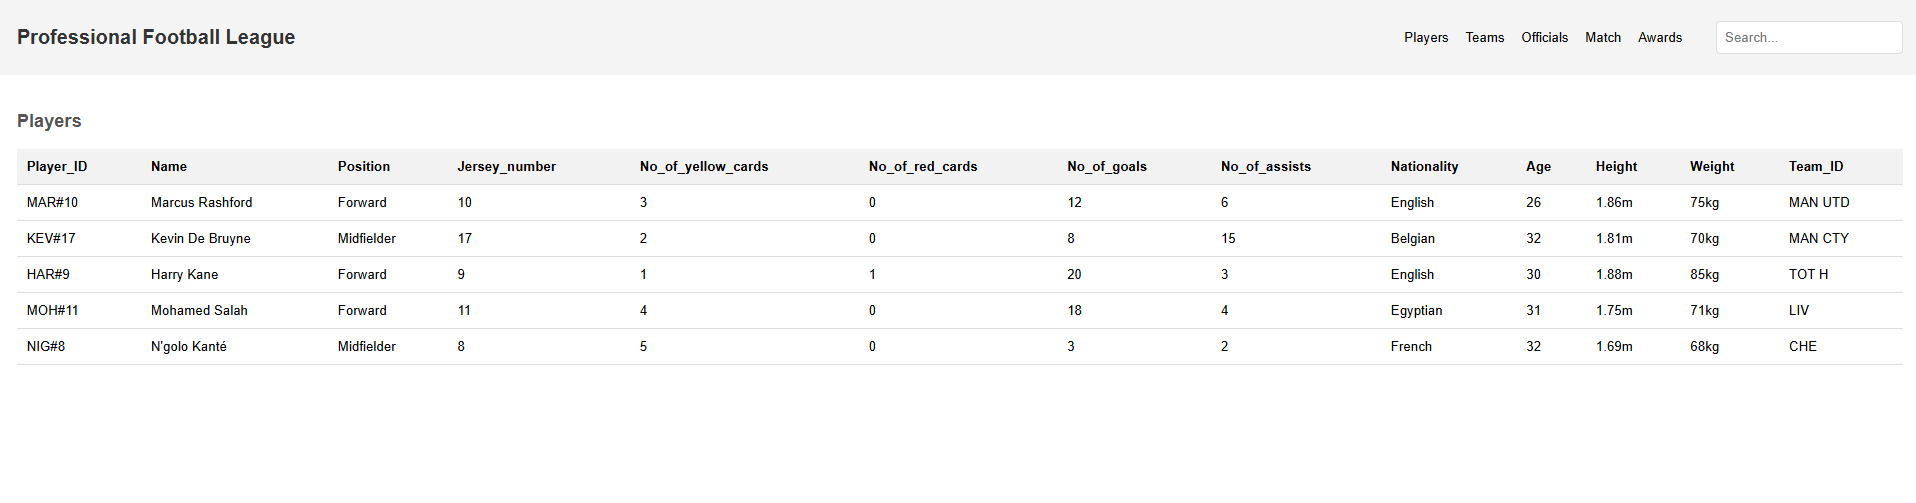 Professional Football League Players Teams Officials Match Awards Search...
Players
Player_ID Name Position Jersey_number No_of_yellow_cards No_of_red_cards No_of_goals No_of_assists Nationality Age Height Weight Team_ID
MAR#10 Marcus Rashford Forward 10 3 0 12 6 English 26 1.86m 75kg MAN UTD
KEV#17 Kevin De Bruyne Midfielder 17 2 0 8 15 Belgian 32 1.81m 70kg MAN CTY
HAR#9 Harry Kane Forward 9 1 1 20 3 English 30 1.88m 85kg TOT H
MOH#11 Mohamed Salah Forward 11 4 0 18 4 Egyptian 31 1.75m 71kg LIV
NIG#8 N'golo Kanté Midfielder 8 5 0 3 2 French 32 1.69m 68kg CHE